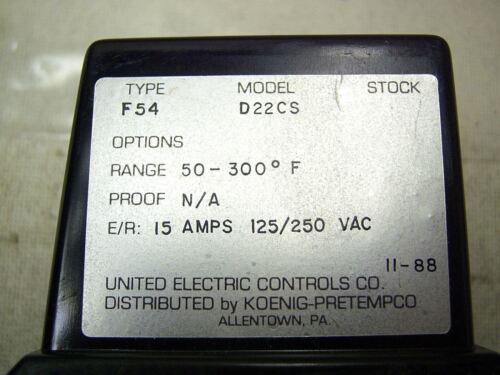 TYPE MODEL STOCK
F54 D22CS
OPTIONS
RANGE 50-300° F
PROOF N/A
E/R: 15 AMPS 125/250 VAC
11-88
UNITED ELECTRIC CONTROLS CO.
DISTRIBUTED by KOENIG-PRETEMPCO
ALLENTOWN, PA.